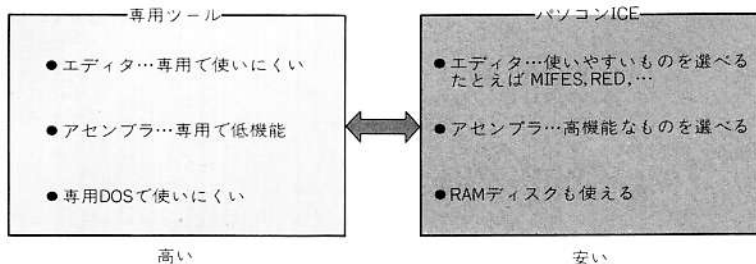 専用ツール
●エディタ…専用で使いにくい
●アセンブラ…専用で低機能
●専用DOSで使いにくい
高い
パソコンICE
●エディタ…使いやすいものを選べる
たとえばMIFES,RED,…
●アセンブラ…高機能なものを選べる
●RAMディスクも使える
安い